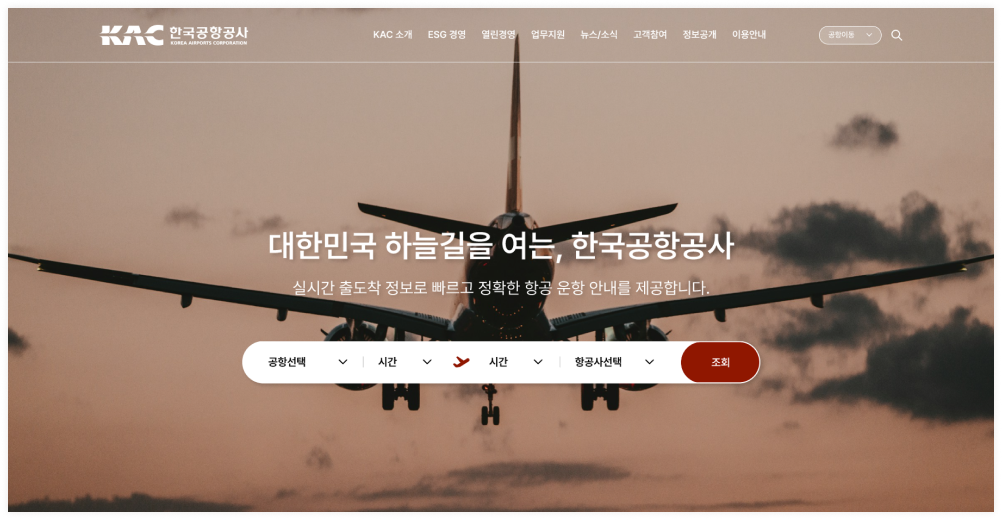 KAC 한국공항공사
KOREA AIRPORTS CORPORATION
KAC 소개 ESG 경영 열린경영 업무지원 뉴스/소식 고객참여 정보공개 이용안내
공항이동
대한민국 하늘길을 여는, 한국공항공사
실시간 출도착 정보로 빠르고 정확한 항공 운항 안내를 제공합니다.
공항선택 시간 시간 항공사선택 조회